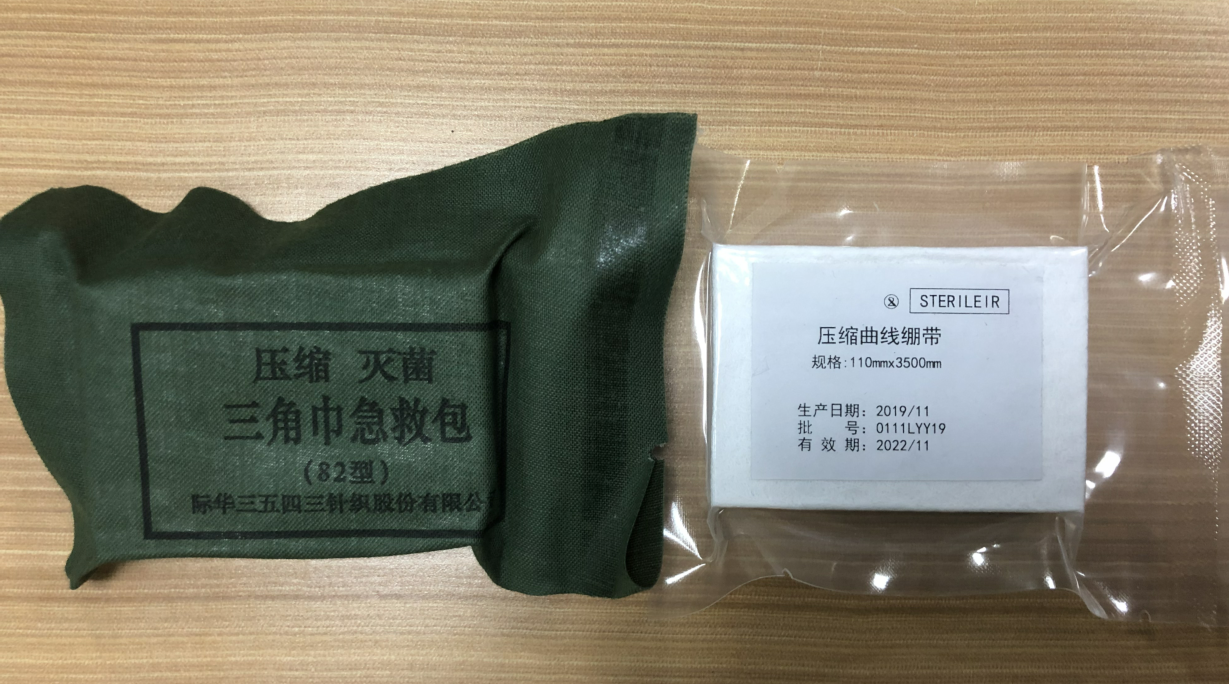 压缩 灭菌
三角巾急救包
(82型)
际华三五四三针织股份有限公
STERILEIR
压缩曲线绷带
规格:110mmx3500mm
生产日期: 2019/11
批 号: 0111LYY19
有 效 期: 2022/11